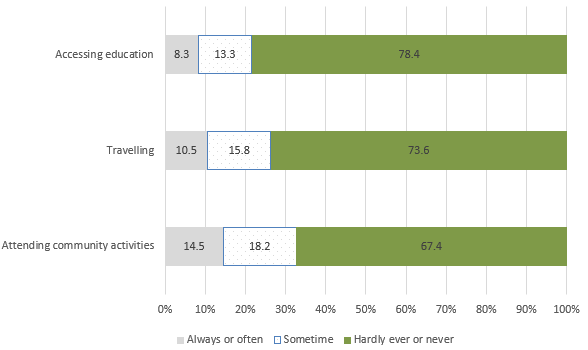 Accessing education 8.3 13.3 78.4
Travelling 10.5 15.8 73.6
Attending community activities 14.5 18.2 67.4
0% 10% 20% 30% 40% 50% 60% 70% 80% 90% 100%
Always or often Sometime Hardly ever or never